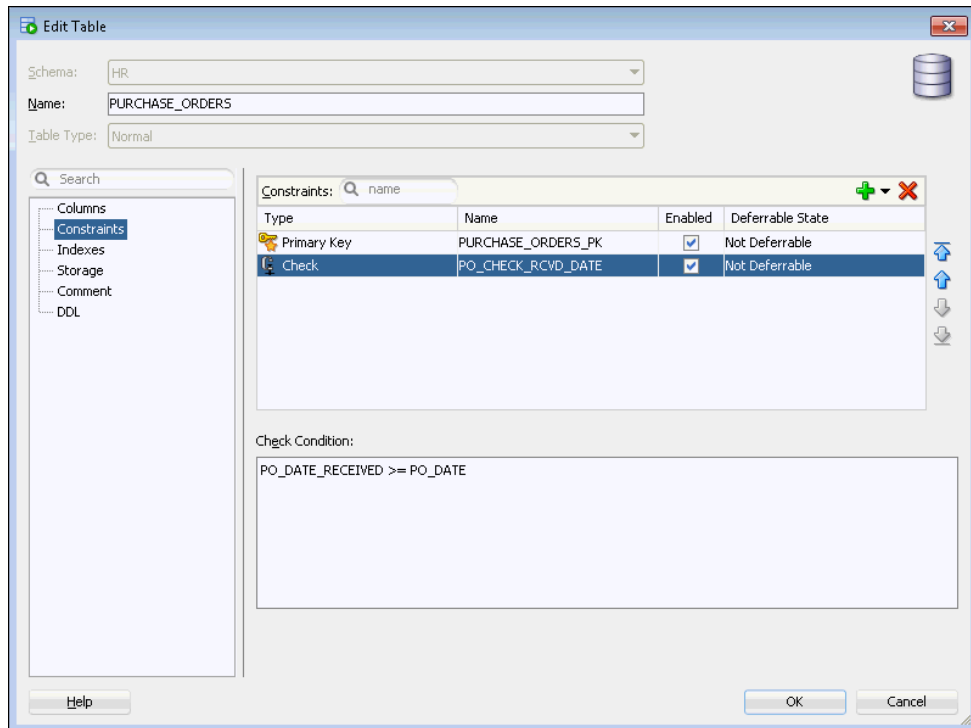 Edit Table
Schema: HR
Name: PURCHASE_ORDERS
Table Type: Normal
Search
Columns
Constraints
Indexes
Storage
Comment
DDL
Constraints: name
Type Name Enabled Deferrable State
Primary Key PURCHASE_ORDERS_PK Not Deferrable
Check PO_CHECK_RCVD_DATE Not Deferrable
Check Condition:
PO_DATE_RECEIVED >= PO_DATE
Help OK Cancel